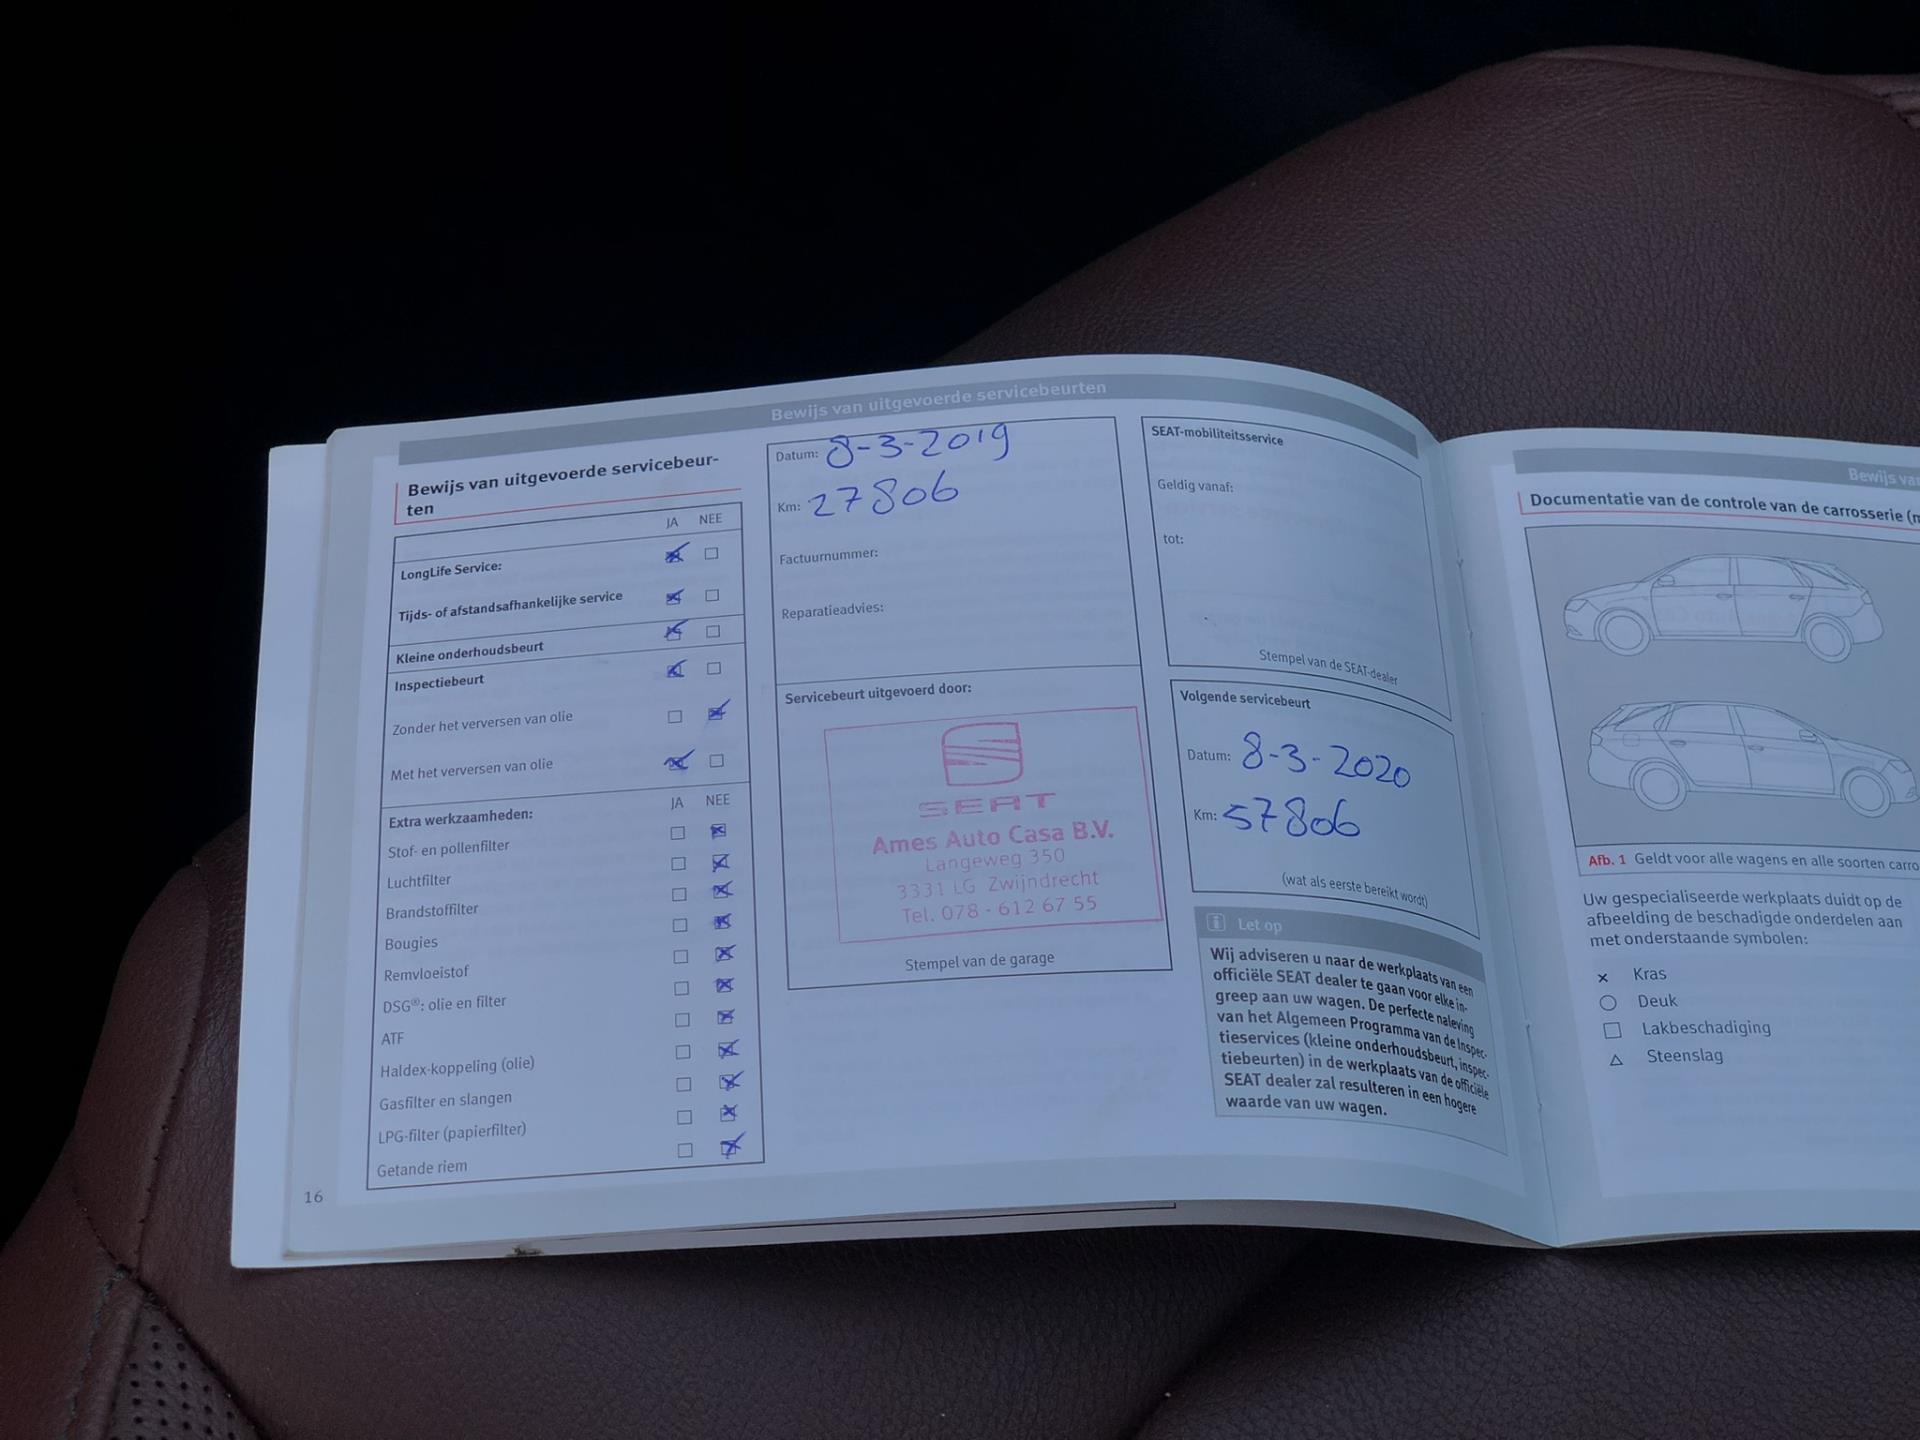 Bewijs van uitgevoerde servicebeurten
Bewijs van uitgevoerde servicebeur-
ten
JA NEE
LongLife Service:
Tijds- of afstandsafhankelijke service
Kleine onderhoudsbeurt
Inspectiebeurt
Zonder het verversen van olie
Met het verversen van olie
Extra werkzaamheden: JA NEE
Stof- en pollenfilter
Luchtfilter
Brandstoffilter
Bougies
Remvloeistof
DSG®: olie en filter
ATF
Haldex-koppeling (olie)
Gasfilter en slangen
LPG-filter (papierfilter)
Getande riem
16
Datum: 8-3-2019
Km: 27806
Factuurnummer:
Reparatieadvies:
Servicebeurt uitgevoerd door:
SEAT
Ames Auto Casa B.V.
Langeweg 350
3331 LG Zwijndrecht
Tel. 078 - 612 67 55
Stempel van de garage
SEAT-mobiliteitsservice
Geldig vanaf:
tot:
Stempel van de SEAT-dealer
Volgende servicebeurt
Datum: 8-3-2020
Km: 57806
(wat als eerste bereikt wordt)
Let op
Wij adviseren u naar de werkplaats van een
officiële SEAT dealer te gaan voor elke in-
greep aan uw wagen. De perfecte naleving
van het Algemeen Programma van de Inspec-
tieservices (kleine onderhoudsbeurt, inspec-
tiebeurten) in de werkplaats van de officiële
SEAT dealer zal resulteren in een hogere
waarde van uw wagen.
Bewijs va
Documentatie van de controle van de carrosserie (m
Afb. 1 Geldt voor alle wagens en alle soorten carro
Uw gespecialiseerde werkplaats duidt op de
afbeelding de beschadigde onderdelen aan
met onderstaande symbolen:
Kras
Deuk
Lakbeschadiging
Steenslag